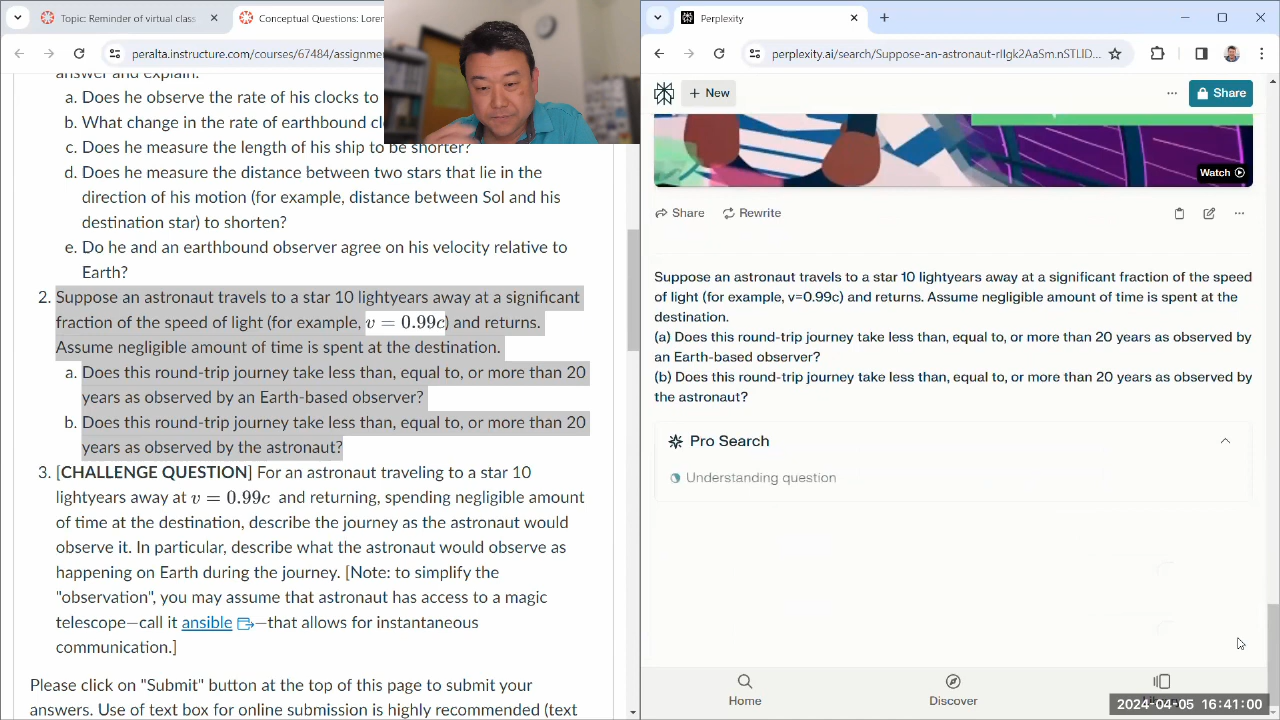 Topic: Reminder of virtual class
Conceptual Questions: Loren
peralta.instructure.com/courses/67484/assignme
answer and explain.
a. Does he observe the rate of his clocks to
b. What change in the rate of earthbound cl
c. Does he measure the length of his ship to be shorter?
d. Does he measure the distance between two stars that lie in the
direction of his motion (for example, distance between Sol and his
destination star) to shorten?
e. Do he and an earthbound observer agree on his velocity relative to
Earth?
2. Suppose an astronaut travels to a star 10 lightyears away at a significant
fraction of the speed of light (for example, v = 0.99c) and returns.
Assume negligible amount of time is spent at the destination.
a. Does this round-trip journey take less than, equal to, or more than 20
years as observed by an Earth-based observer?
b. Does this round-trip journey take less than, equal to, or more than 20
years as observed by the astronaut?
3. [CHALLENGE QUESTION] For an astronaut traveling to a star 10
lightyears away at v = 0.99c and returning, spending negligible amount
of time at the destination, describe the journey as the astronaut would
observe it. In particular, describe what the astronaut would observe as
happening on Earth during the journey. [Note: to simplify the
"observation", you may assume that astronaut has access to a magic
telescope—call it ansible—that allows for instantaneous
communication.]
Please click on "Submit" button at the top of this page to submit your
answers. Use of text box for online submission is highly recommended (text
Perplexity
perplexity.ai/search/Suppose-an-astronaut-rIlgk2AaSm.nSTLID...
+ New
Share
Watch
Share
Rewrite
Suppose an astronaut travels to a star 10 lightyears away at a significant fraction of the speed
of light (for example, v=0.99c) and returns. Assume negligible amount of time is spent at the
destination.
(a) Does this round-trip journey take less than, equal to, or more than 20 years as observed by
an Earth-based observer?
(b) Does this round-trip journey take less than, equal to, or more than 20 years as observed by
the astronaut?
Pro Search
Understanding question
Home
Discover
2024-04-05 16:41:00